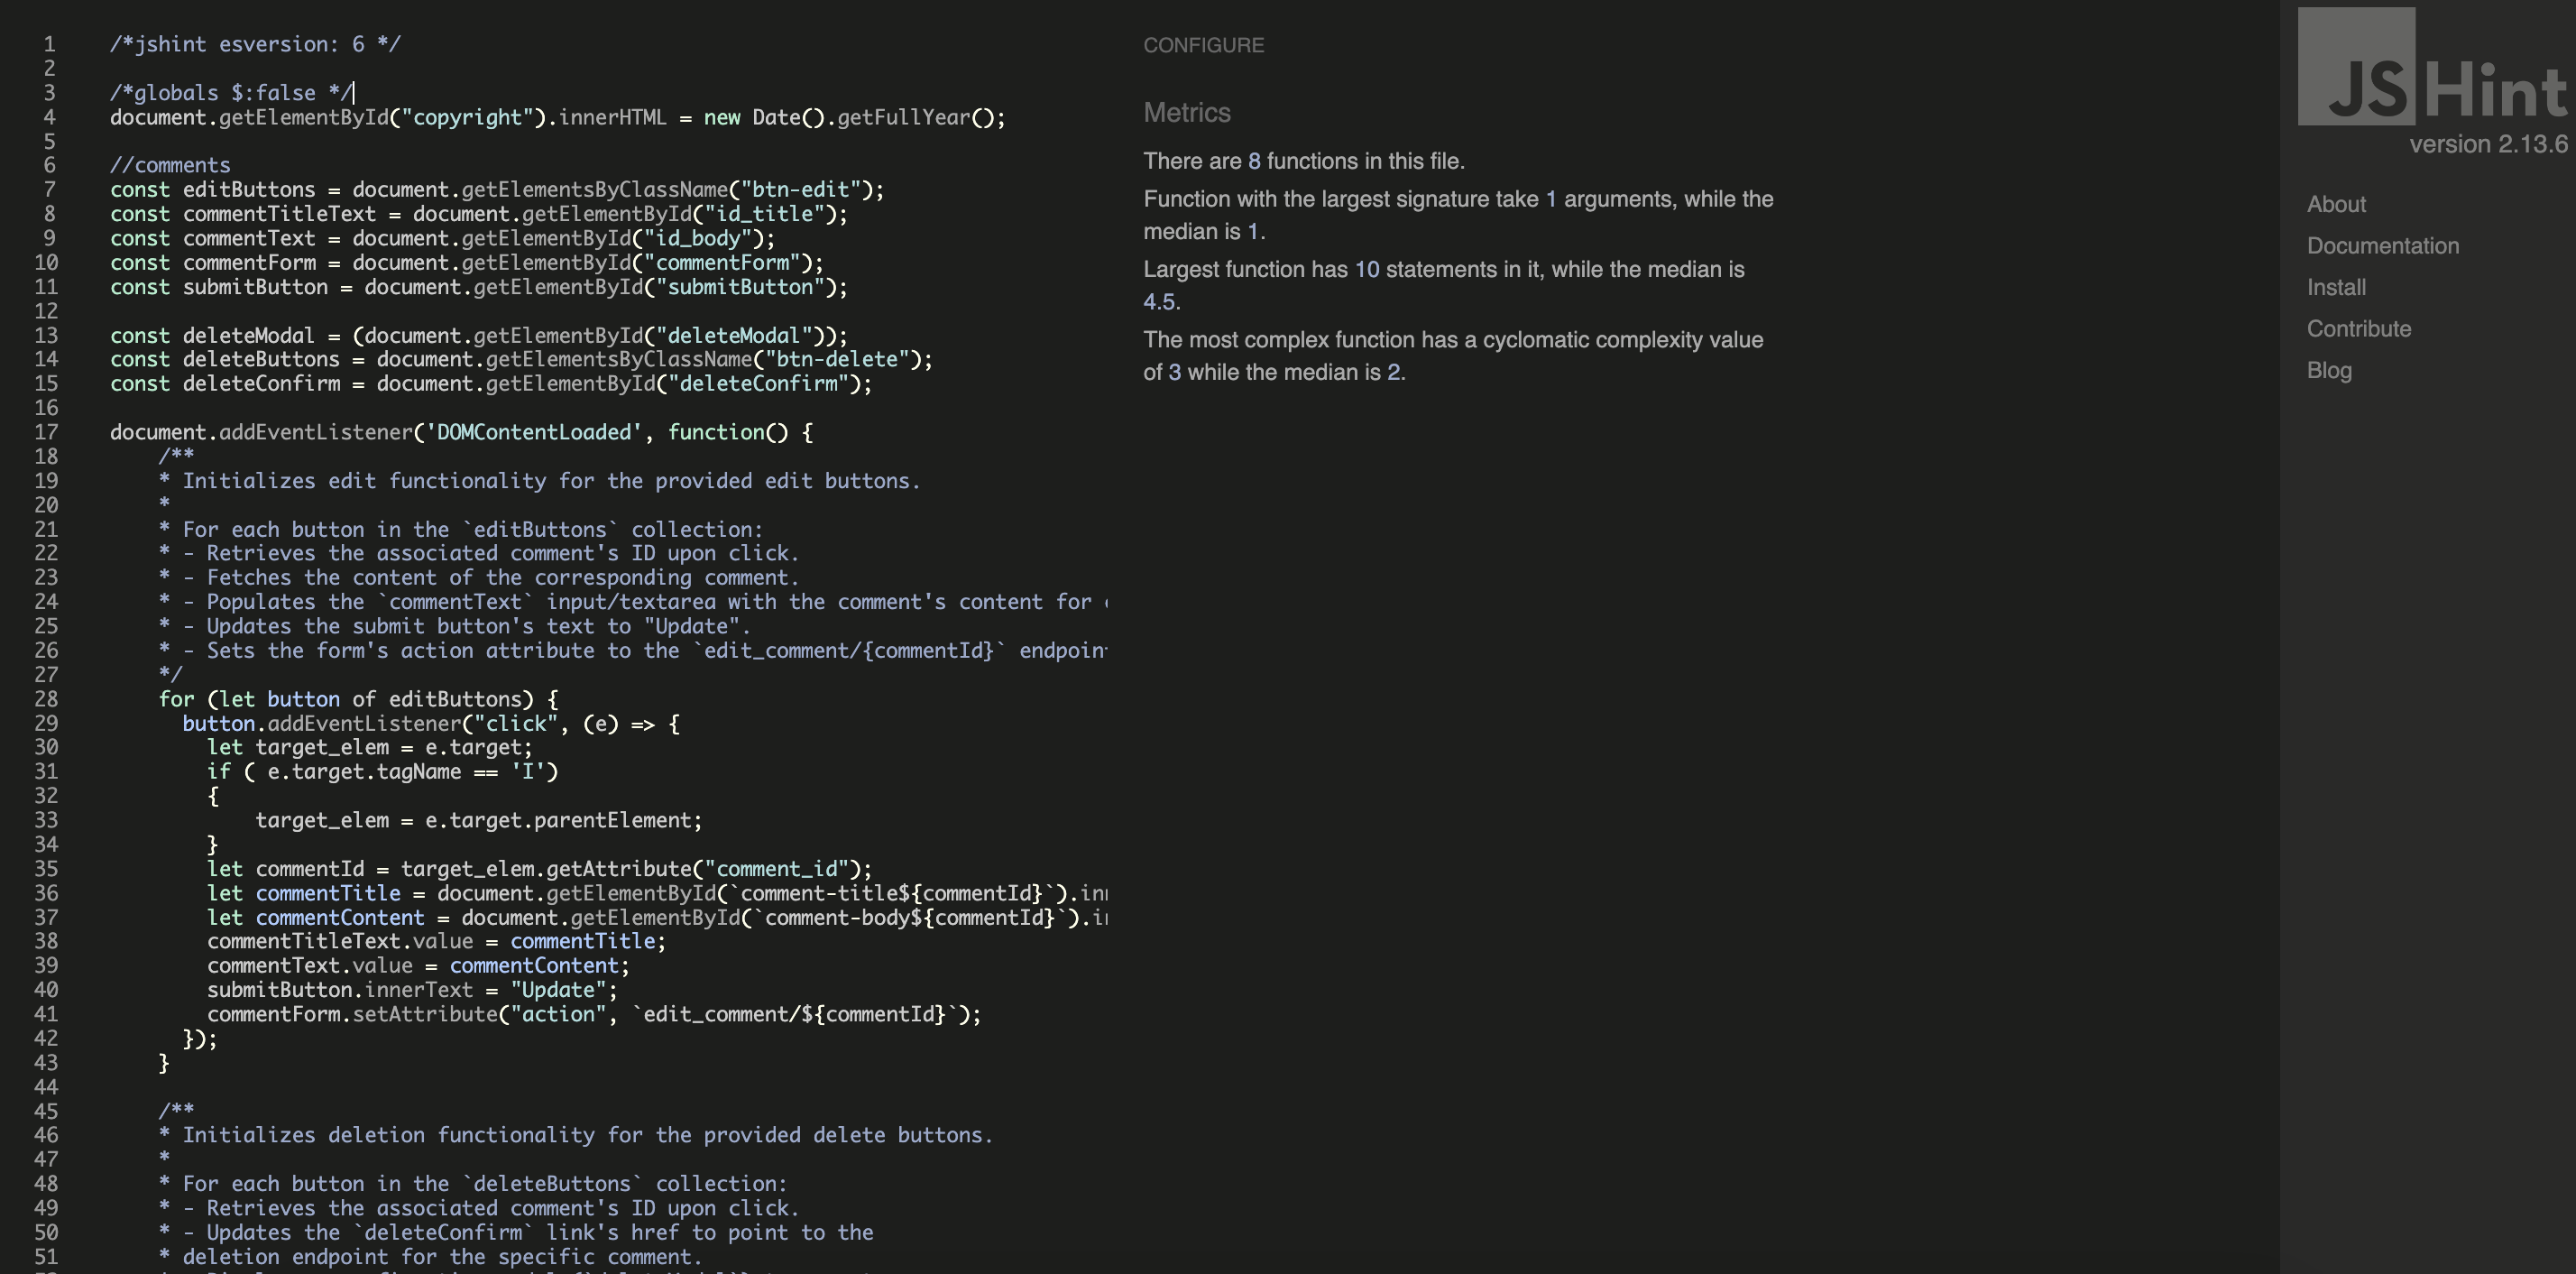 1 /*jshint esversion: 6 */
2
3 /*globals $:false */
4 document.getElementById("copyright").innerHTML = new Date().getFullYear();
5
6 //comments
7 const editButtons = document.getElementsByClassName("btn-edit");
8 const commentTitleText = document.getElementById("id_title");
9 const commentText = document.getElementById("id_body");
10 const commentForm = document.getElementById("commentForm");
11 const submitButton = document.getElementById("submitButton");
12
13 const deleteModal = (document.getElementById("deleteModal"));
14 const deleteButtons = document.getElementsByClassName("btn-delete");
15 const deleteConfirm = document.getElementById("deleteConfirm");
16
17 document.addEventListener('DOMContentLoaded', function() {
18 /**
19 * Initializes edit functionality for the provided edit buttons.
20 *
21 * For each button in the `editButtons` collection:
22 * - Retrieves the associated comment's ID upon click.
23 * - Fetches the content of the corresponding comment.
24 * - Populates the `commentText` input/textarea with the comment's content for
25 * - Updates the submit button's text to "Update".
26 * - Sets the form's action attribute to the `edit_comment/{commentId}` endpoin
27 */
28 for (let button of editButtons) {
29 button.addEventListener("click", (e) => {
30 let target_elem = e.target;
31 if ( e.target.tagName == 'I')
32 {
33 target_elem = e.target.parentElement;
34 }
35 let commentId = target_elem.getAttribute("comment_id");
36 let commentTitle = document.getElementById(`comment-title${commentId}`).in
37 let commentContent = document.getElementById(`comment-body${commentId}`).i
38 commentTitleText.value = commentTitle;
39 commentText.value = commentContent;
40 submitButton.innerText = "Update";
41 commentForm.setAttribute("action", `edit_comment/${commentId}`);
42 });
43 }
44
45 /**
46 * Initializes deletion functionality for the provided delete buttons.
47 *
48 * For each button in the `deleteButtons` collection:
49 * - Retrieves the associated comment's ID upon click.
50 * - Updates the `deleteConfirm` link's href to point to the
51 * deletion endpoint for the specific comment.
CONFIGURE
Metrics
There are 8 functions in this file.
Function with the largest signature take 1 arguments, while the
median is 1.
Largest function has 10 statements in it, while the median is
4.5.
The most complex function has a cyclomatic complexity value
of 3 while the median is 2.
JSHint
version 2.13.6
About
Documentation
Install
Contribute
Blog